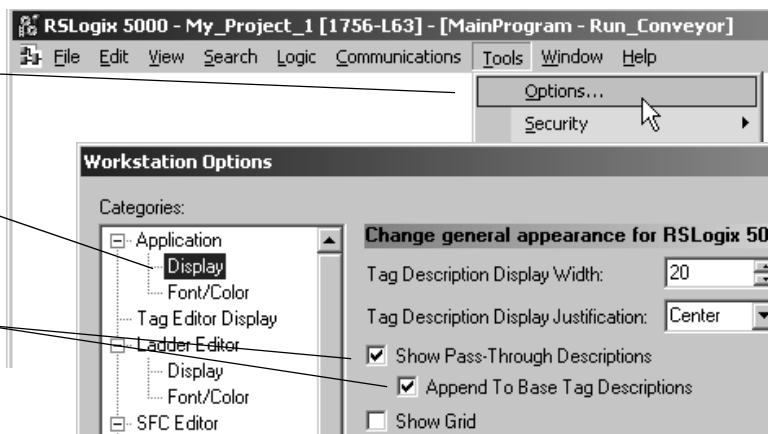 RSLogix 5000 - My_Project_1 [1756-L63] - [MainProgram - Run_Conveyor]
File Edit View Search Logic Communications Tools Window Help
Options...
Security
Workstation Options
Categories:
Application
Display
Font/Color
Tag Editor Display
Ladder Editor
Display
Font/Color
SFC Editor
Change general appearance for RSLogix 50
Tag Description Display Width: 20
Tag Description Display Justification: Center
Show Pass-Through Descriptions
Append To Base Tag Descriptions
Show Grid